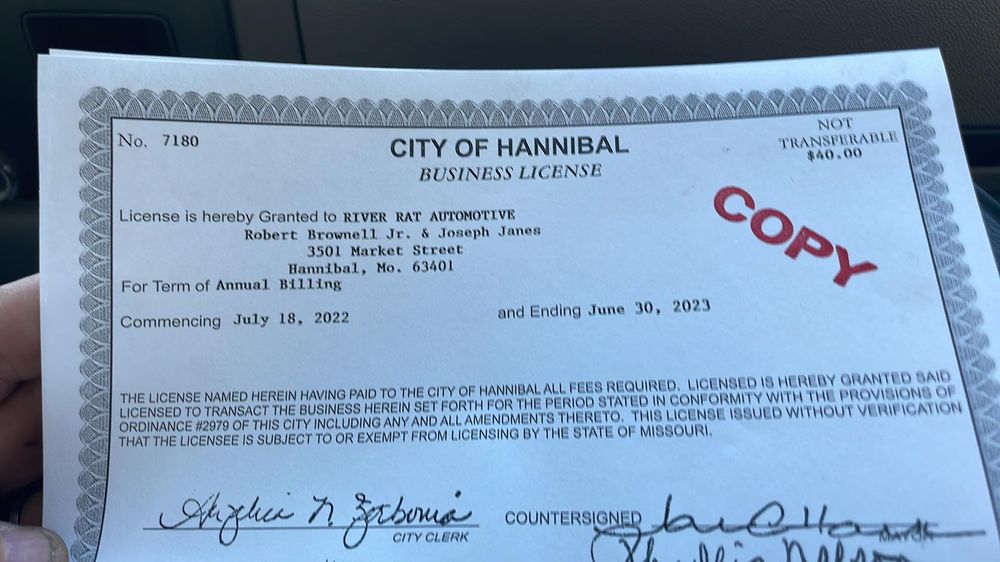 No. 7180
NOT
TRANSFERABLE
$40.00
CITY OF HANNIBAL
BUSINESS LICENSE
COPY
License is hereby Granted to RIVER RAT AUTOMOTIVE
Robert Brownell Jr. & Joseph Janes
3501 Market Street
Hannibal, Mo. 63401
For Term of Annual Billing
Commencing July 18, 2022 and Ending June 30, 2023
THE LICENSE NAMED HEREIN HAVING PAID TO THE CITY OF HANNIBAL ALL FEES REQUIRED. LICENSED IS HEREBY GRANTED SAID
LICENSED TO TRANSACT THE BUSINESS HEREIN SET FORTH FOR THE PERIOD STATED IN CONFORMITY WITH THE PROVISIONS OF
ORDINANCE #2979 OF THIS CITY INCLUDING ANY AND ALL AMENDMENTS THERETO. THIS LICENSE ISSUED WITHOUT VERIFICATION
THAT THE LICENSEE IS SUBJECT TO OR EXEMPT FROM LICENSING BY THE STATE OF MISSOURI.
Angelica N. Zerbonia COUNTERSIGNED
CITY CLERK MAYOR
Phyllis Nelson